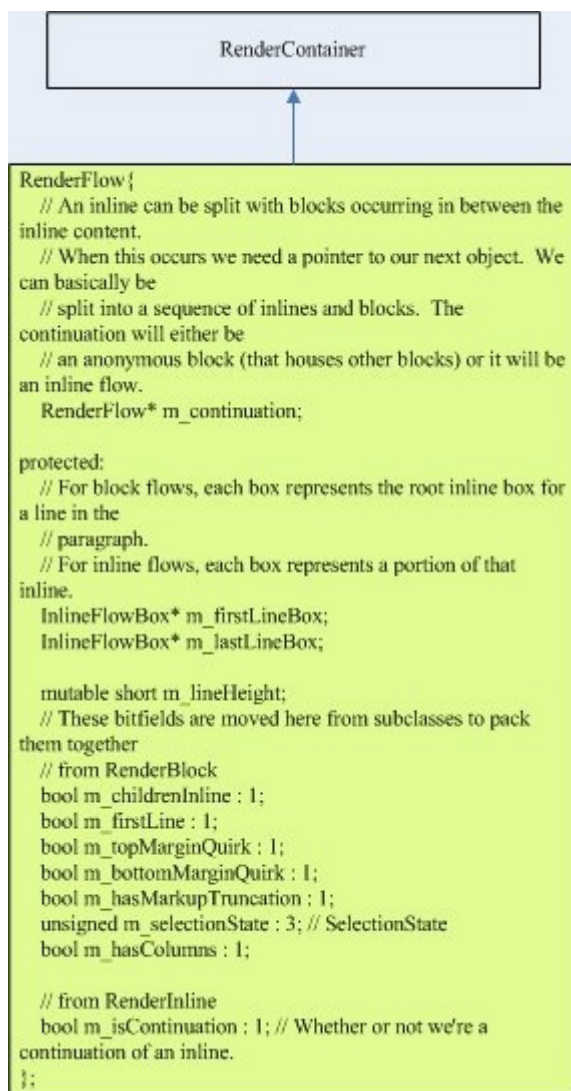 RenderContainer
RenderFlow{
// An inline can be split with blocks occurring in between the
inline content.
// When this occurs we need a pointer to our next object.  We
can basically be
// split into a sequence of inlines and blocks.  The
continuation will either be
// an anonymous block (that houses other blocks) or it will be
an inline flow.
RenderFlow* m_continuation;
protected:
// For block flows, each box represents the root inline box for
a line in the
// paragraph.
// For inline flows, each box represents a portion of that
inline.
InlineFlowBox* m_firstLineBox;
InlineFlowBox* m_lastLineBox;
mutable short m_lineHeight;
// These bitfields are moved here from subclasses to pack
them together
// from RenderBlock
bool m_childrenInline : 1;
bool m_firstLine : 1;
bool m_topMarginQuirk : 1;
bool m_bottomMarginQuirk : 1;
bool m_hasMarkupTruncation : 1;
unsigned m_selectionState : 3; // SelectionState
bool m_hasColumns : 1;
// from RenderInline
bool m_isContinuation : 1; // Whether or not we're a
continuation of an inline.
};